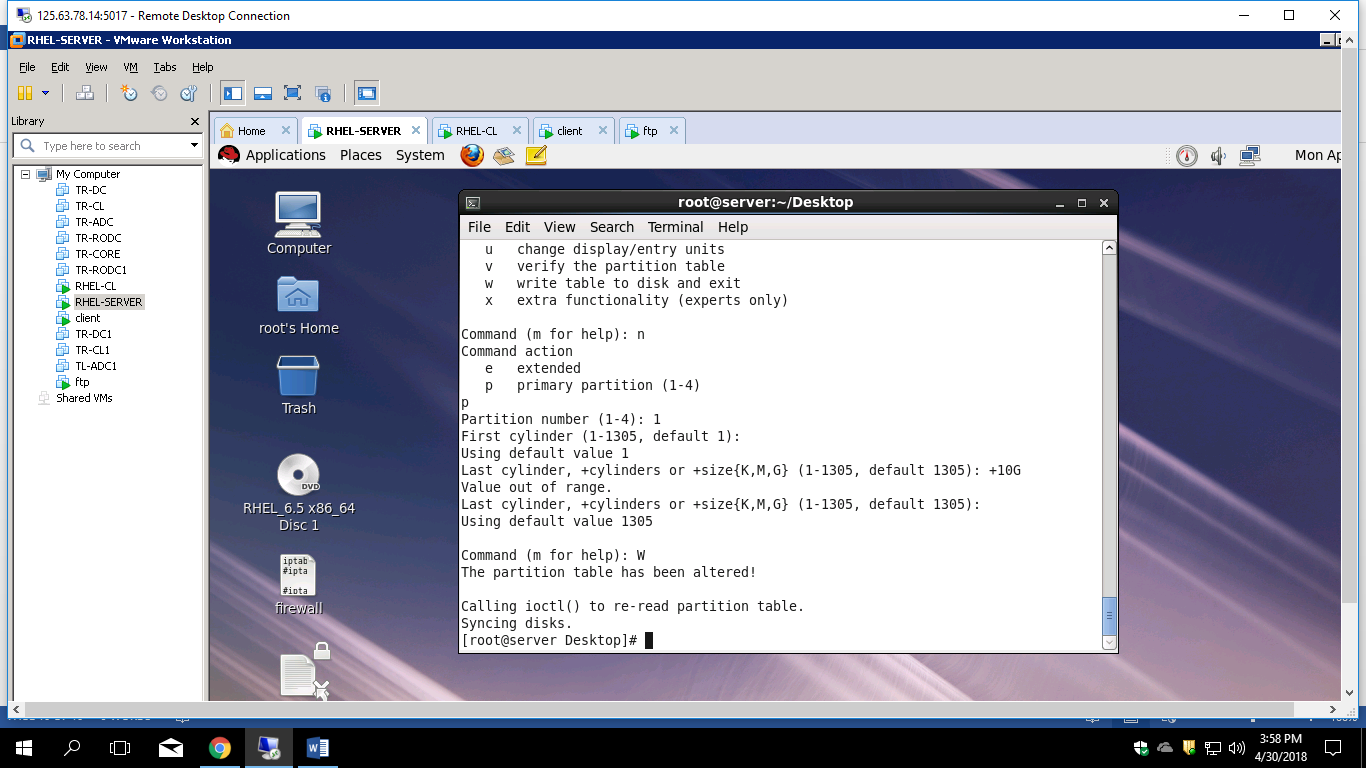 125.63.78.14:5017 - Remote Desktop Connection
RHEL-SERVER - VMware Workstation
File Edit View VM Tabs Help
Library
Type here to search
My Computer
TR-DC
TR-CL
TR-ADC
TR-RODC
TR-CORE
TR-RODC1
RHEL-CL
RHEL-SERVER
client
TR-DC1
TR-CL1
TL-ADC1
ftp
Shared VMs
Home RHEL-SERVER RHEL-CL client ftp
Applications Places System
Mon Ap
Computer
root's Home
Trash
DVD
RHEL_6.5 x86_64
Disc 1
iptab
#ipta
#ipta
firewall
root@server:~/Desktop
File Edit View Search Terminal Help
u change display/entry units
v verify the partition table
w write table to disk and exit
x extra functionality (experts only)
Command (m for help): n
Command action
e extended
p primary partition (1-4)
p
Partition number (1-4): 1
First cylinder (1-1305, default 1):
Using default value 1
Last cylinder, +cylinders or +size{K,M,G} (1-1305, default 1305): +10G
Value out of range.
Last cylinder, +cylinders or +size{K,M,G} (1-1305, default 1305):
Using default value 1305
Command (m for help): W
The partition table has been altered!
Calling ioctl() to re-read partition table.
Syncing disks.
[root@server Desktop]#
3:58 PM
4/30/2018